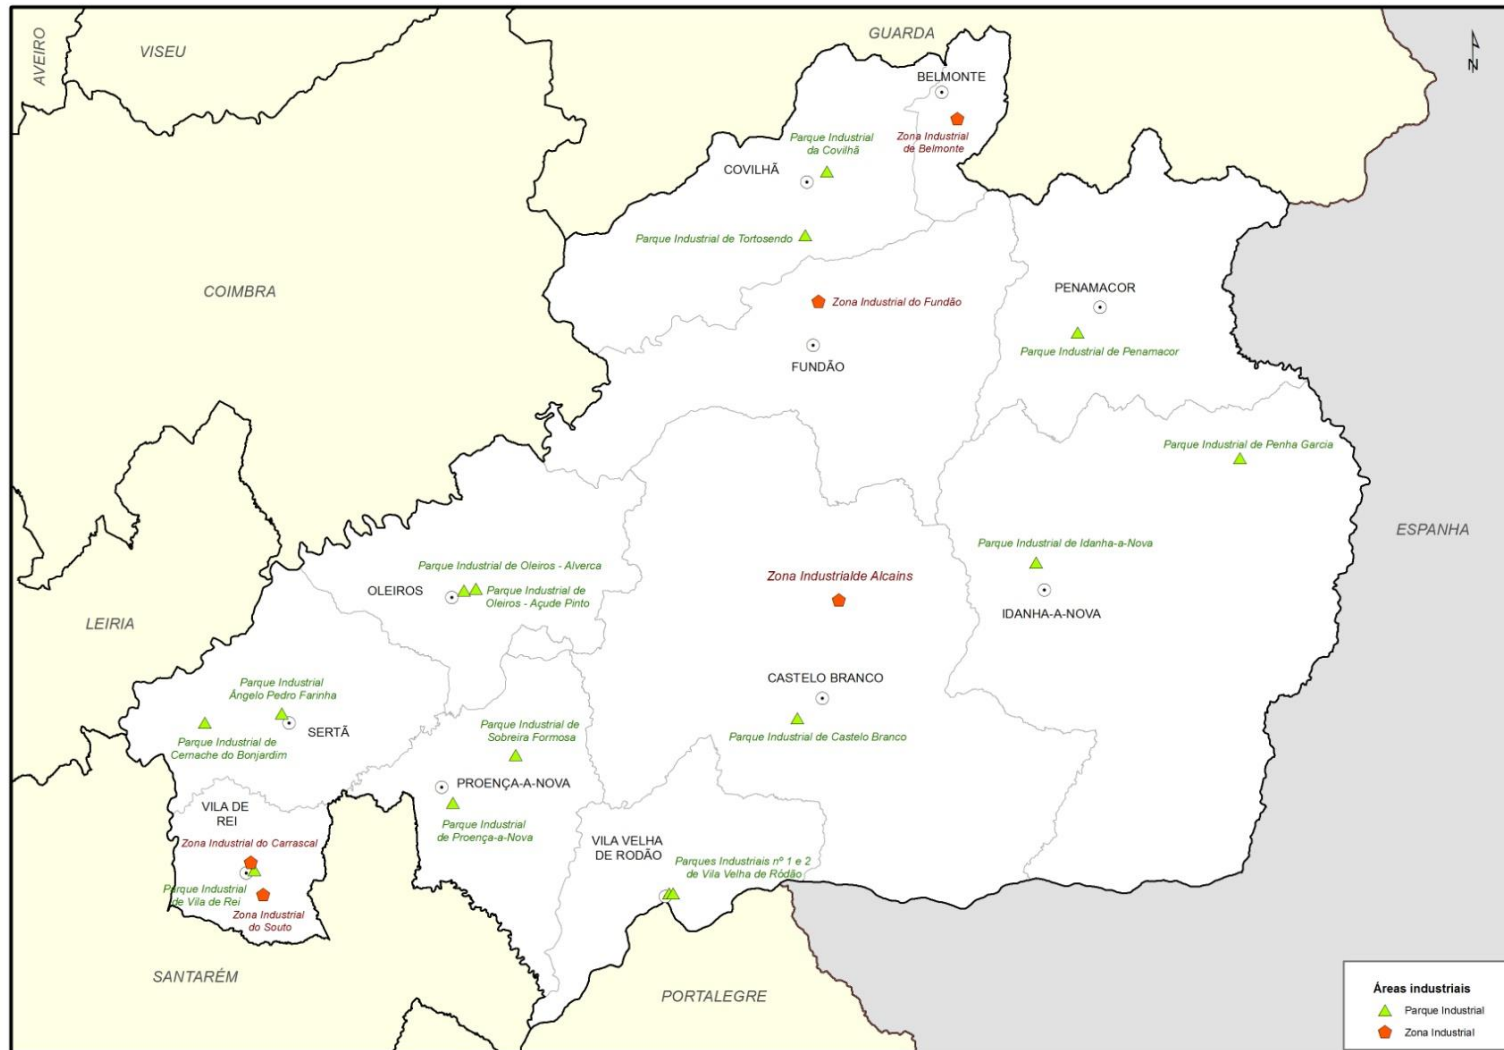 AVEIRO
VISEU
GUARDA
BELMONTE
Zona Industrial
de Belmonte
Parque Industrial
da Covilhã
COVILHÃ
Parque Industrial de Tortosendo
COIMBRA
Zona Industrial do Fundão
FUNDÃO
PENAMACOR
Parque Industrial de Penamacor
Parque Industrial de Penha Garcia
ESPANHA
Parque Industrial de Idanha-a-Nova
IDANHA-A-NOVA
Parque Industrial de Oleiros - Alverca
OLEIROS
Parque Industrial de
Oleiros - Açude Pinto
Zona Industrialde Alcains
LEIRIA
CASTELO BRANCO
Parque Industrial de Castelo Branco
Parque Industrial
Ângelo Pedro Farinha
SERTÃ
Parque Industrial de
Cernache do Bonjardim
Parque Industrial de
Sobreira Formosa
PROENÇA-A-NOVA
Parque Industrial
de Proença-a-Nova
VILA DE
REI
Zona Industrial do Carrascal
Parque Industrial
de Vila de Rei
Zona Industrial
do Souto
VILA VELHA
DE RODÃO
Parques Industriais nº 1 e 2
de Vila Velha de Ródão
SANTARÉM
PORTALEGRE
Áreas industriais
Parque Industrial
Zona Industrial
N